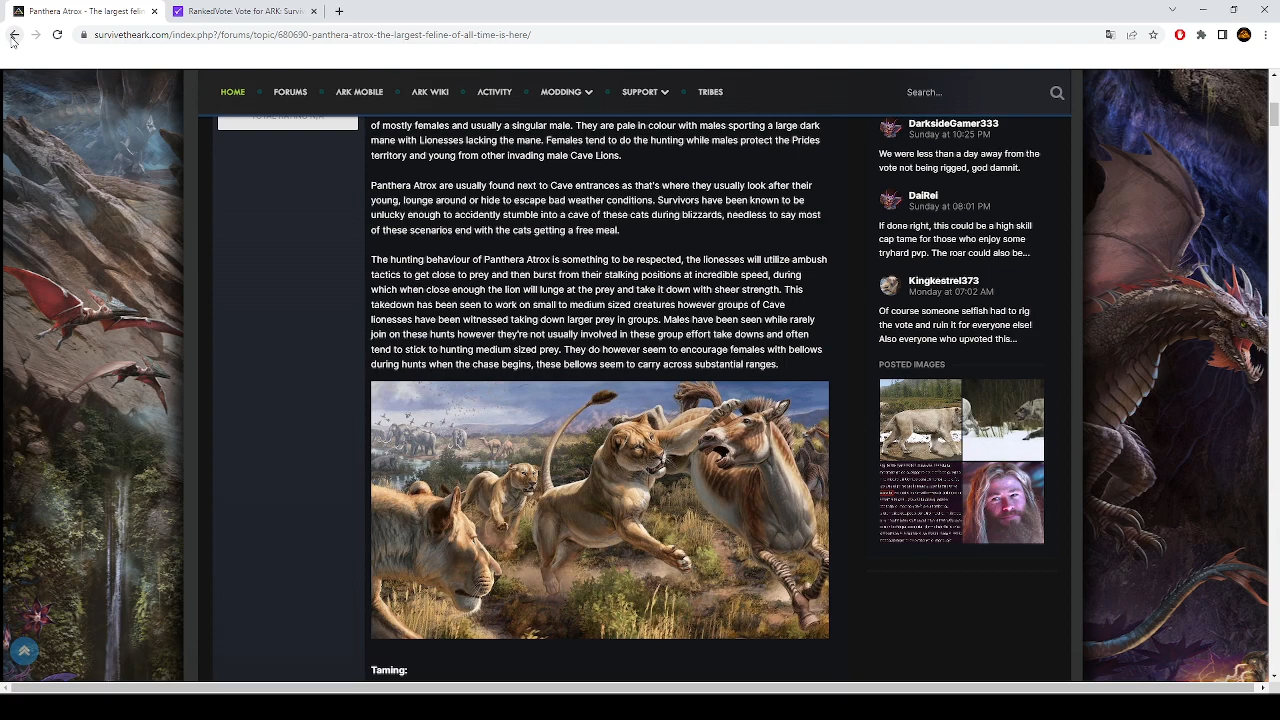 Panthera Atrox - The largest felin
RankedVote: Vote for ARK: Surviv
survivetheark.com/index.php?/forums/topic/680690-panthera-atrox-the-largest-feline-of-all-time-is-here/
HOME
FORUMS
ARK MOBILE
ARK WIKI
ACTIVITY
MODDING
SUPPORT
TRIBES
Search...
of mostly females and usually a singular male. They are pale in colour with males sporting a large dark
mane with Lionesses lacking the mane. Females tend to do the hunting while males protect the Prides
territory and young from other invading male Cave Lions.
Panthera Atrox are usually found next to Cave entrances as that's where they usually look after their
young, lounge around or hide to escape bad weather conditions. Survivors have been known to be
unlucky enough to accidently stumble into a cave of these cats during blizzards, needless to say most
of these scenarios end with the cats getting a free meal.
The hunting behaviour of Panthera Atrox is something to be respected, the lionesses will utilize ambush
tactics to get close to prey and then burst from their stalking positions at incredible speed, during
which when close enough the lion will lunge at the prey and take it down with sheer strength. This
takedown has been seen to work on small to medium sized creatures however groups of Cave
lionesses have been witnessed taking down larger prey in groups. Males have been seen while rarely
join on these hunts however they're not usually involved in these group effort take downs and often
tend to stick to hunting medium sized prey. They do however seem to encourage females with bellows
during hunts when the chase begins, these bellows seem to carry across substantial ranges.
Taming:
DarksideGamer333
Sunday at 10:25 PM
We were less than a day away from the
vote not being rigged, god damnit.
DaiRei
Sunday at 08:01 PM
If done right, this could be a high skill
cap tame for those who enjoy some
tryhard pvp. The roar could also be...
Kingkestrel373
Monday at 07:02 AM
Of course someone selfish had to rig
the vote and ruin it for everyone else!
Also everyone who upvoted this...
POSTED IMAGES